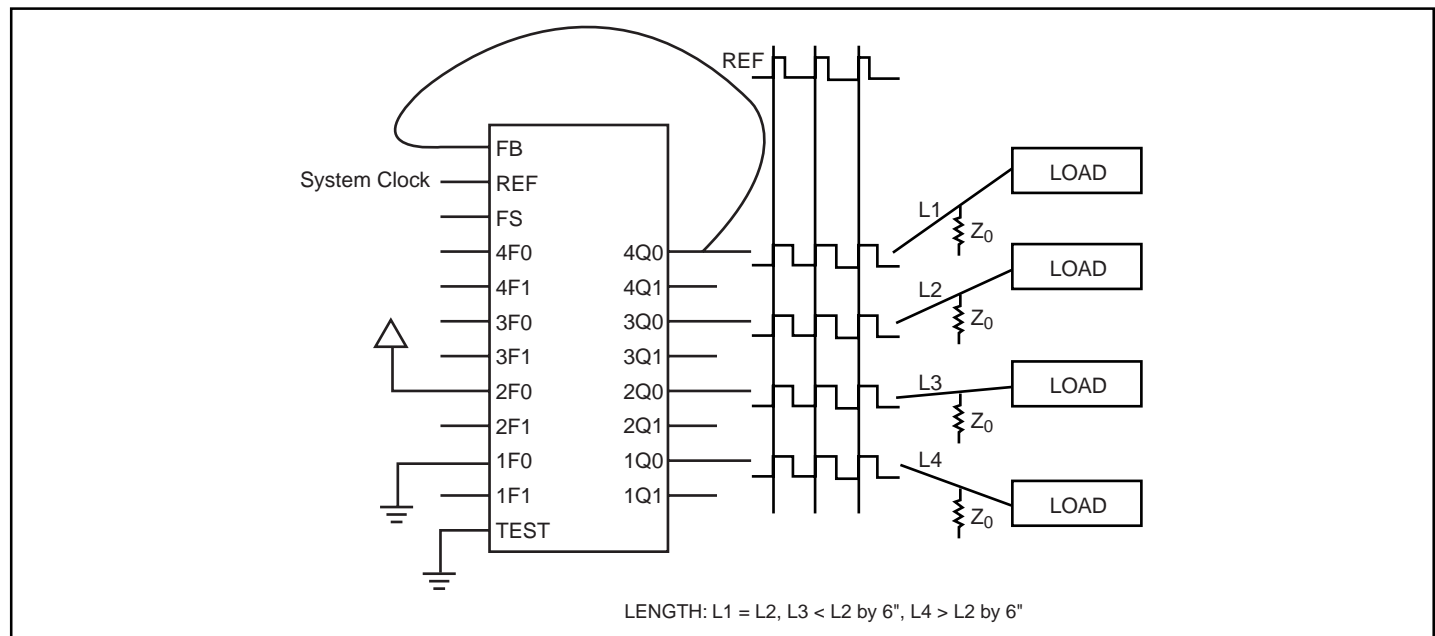 REF
FB
System Clock
REF
FS
4F0
4F1
3F0
3F1
2F0
2F1
1F0
1F1
TEST
4Q0
4Q1
3Q0
3Q1
2Q0
2Q1
1Q0
1Q1
LOAD
L1
Z0
LOAD
L2
Z0
LOAD
L3
Z0
L4
LOAD
Z0
LENGTH: L1 = L2, L3 < L2 by 6", L4 > L2 by 6"